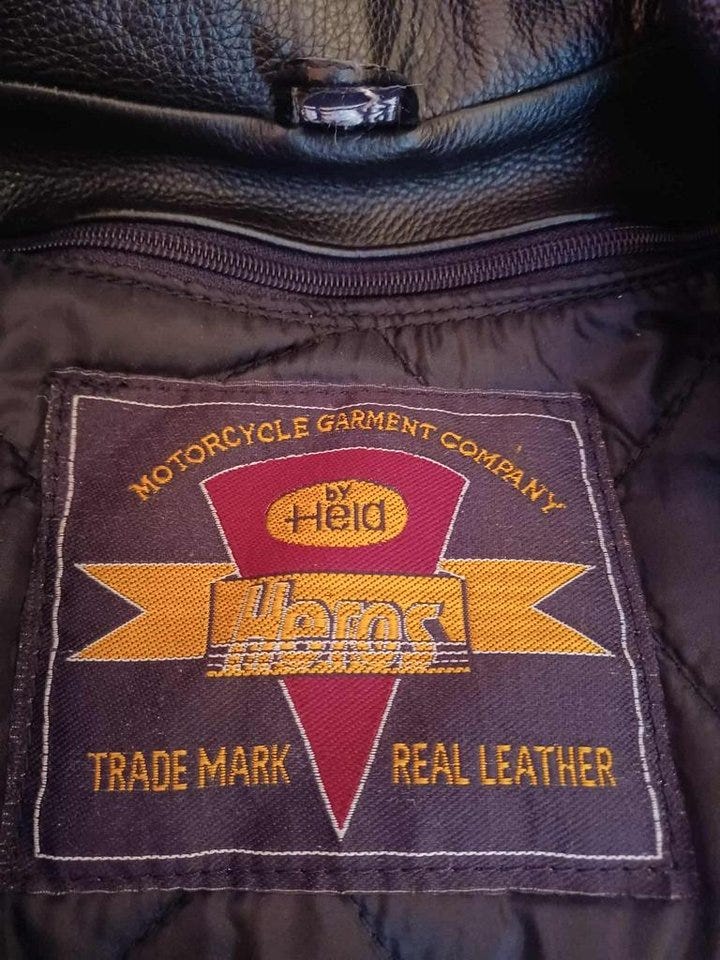 MOTORCYCLE GARMENT COMPANY
by
Held
Heros
TRADE MARK REAL LEATHER